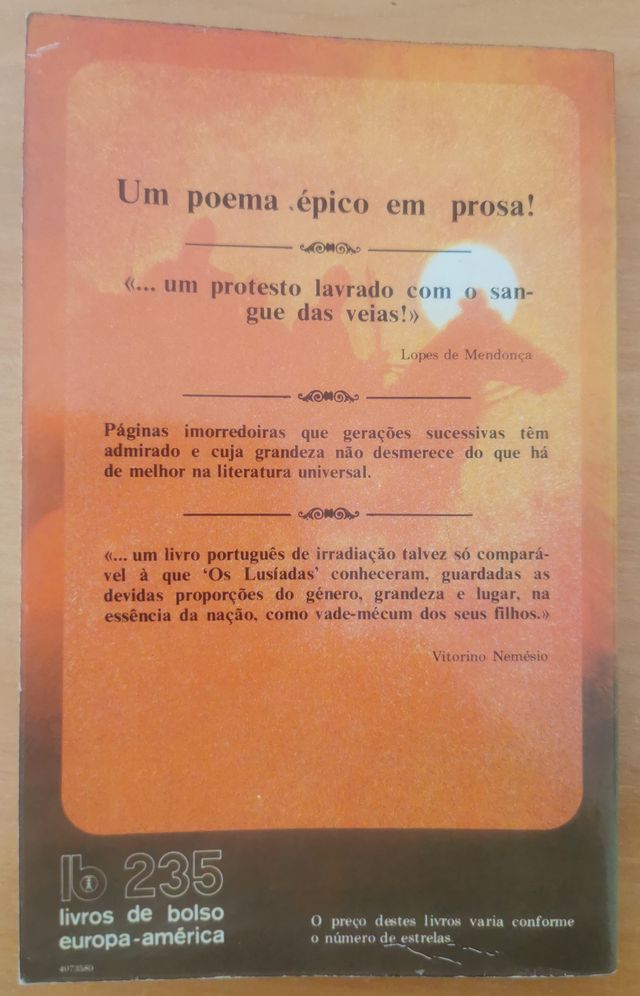 Um poema épico em prosa!
«... um protesto lavrado com o san-
gue das veias!»
Lopes de Mendonça
Páginas imorredoiras que gerações sucessivas têm
admirado e cuja grandeza não desmerece do que há
de melhor na literatura universal.
«... um livro português de irradiação talvez só compará-
vel à que 'Os Lusíadas' conheceram, guardadas as
devidas proporções do género, grandeza e lugar, na
essência da nação, como vade-mécum dos seus filhos.»
Vitorino Nemésio
lb 235
livros de bolso
europa-américa
O preço destes livros varia conforme
o número de estrelas.
4073580